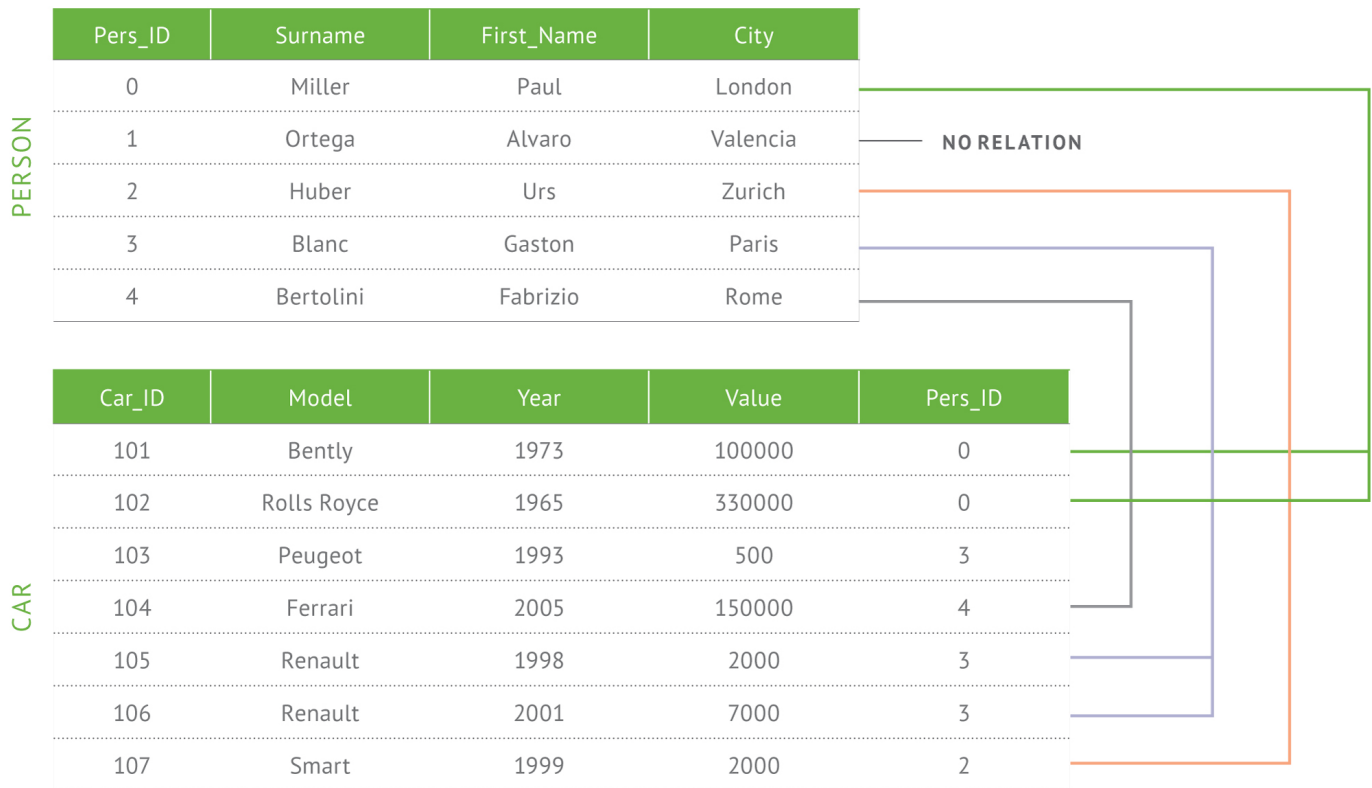 PERSON
Pers_ID Surname First_Name City
0 Miller Paul London
1 Ortega Alvaro Valencia NO RELATION
2 Huber Urs Zurich
3 Blanc Gaston Paris
4 Bertolini Fabrizio Rome
CAR
Car_ID Model Year Value Pers_ID
101 Bently 1973 100000 0
102 Rolls Royce 1965 330000 0
103 Peugeot 1993 500 3
104 Ferrari 2005 150000 4
105 Renault 1998 2000 3
106 Renault 2001 7000 3
107 Smart 1999 2000 2